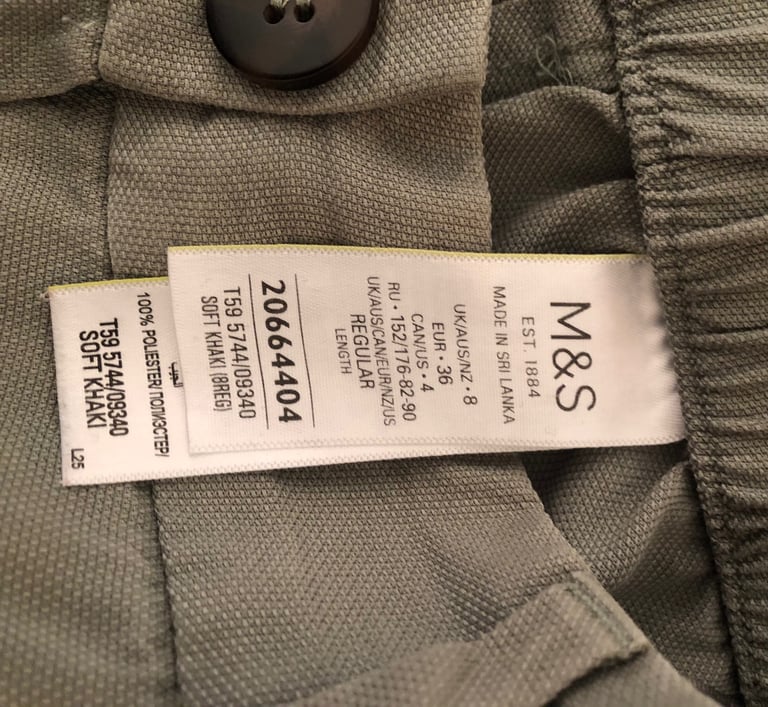 M&S
EST. 1884
MADE IN SRI LANKA
UK/AUS/NZ • 8
EUR • 36
CAN/US • 4
RU • 152/176-82-90
UK/AUS/CAN/EUR/NZ/US
REGULAR
LENGTH
20664404
T59 5744/09340
SOFT KHAKI (8REG)
100% POLIESTER/ПОЛИЭСТЕР/
T59 5744/09340
SOFT KHAKI
L25